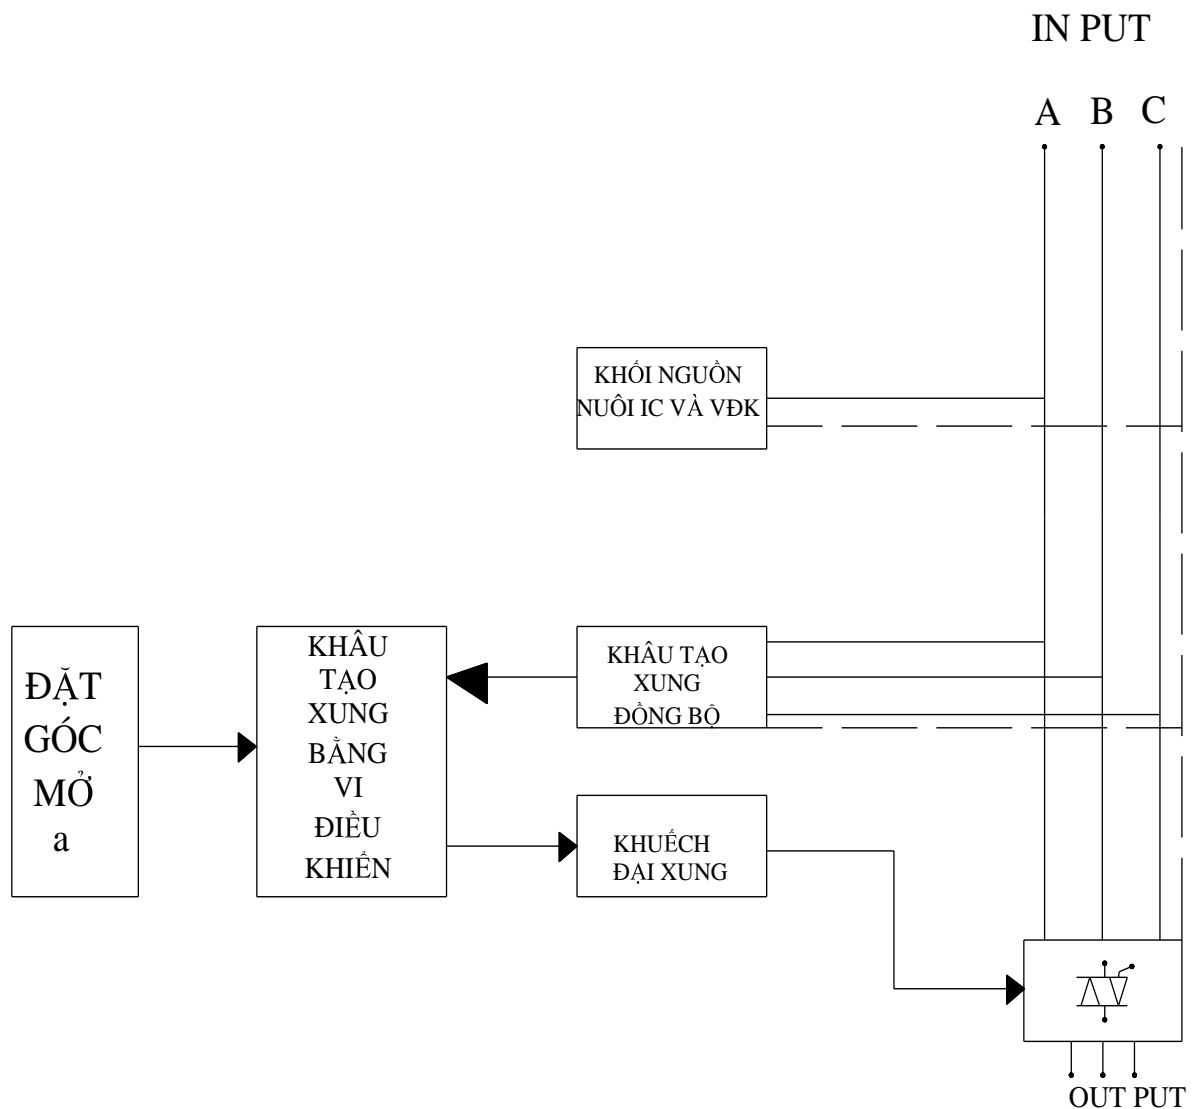 IN PUT
A B C
KHỐI NGUỒN
NUÔI IC VÀ VĐK
ĐẶT
GÓC
MỞ
a
KHÂU
TẠO
XUNG
BẰNG
VI
ĐIỀU
KHIỂN
KHÂU TẠO
XUNG
ĐỒNG BỘ
KHUẾCH
ĐẠI XUNG
OUT PUT